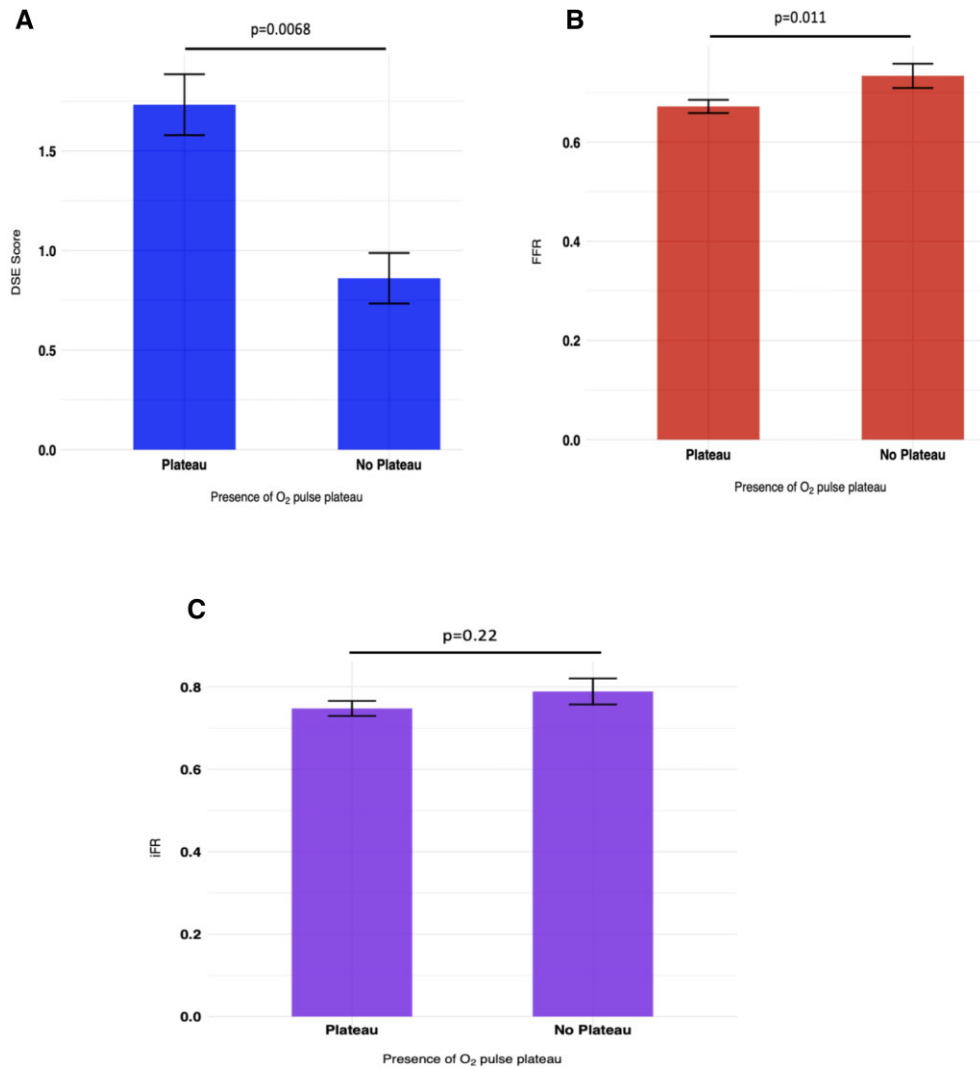 A
p=0.0068
DSE Score
1.5
1.0
0.5
0.0
Plateau No Plateau
Presence of O₂ pulse plateau
B
p=0.011
FFR
0.6
0.4
0.2
0.0
Plateau No Plateau
Presence of O₂ pulse plateau
C
p=0.22
iFR
0.8
0.6
0.4
0.2
0.0
Plateau No Plateau
Presence of O₂ pulse plateau